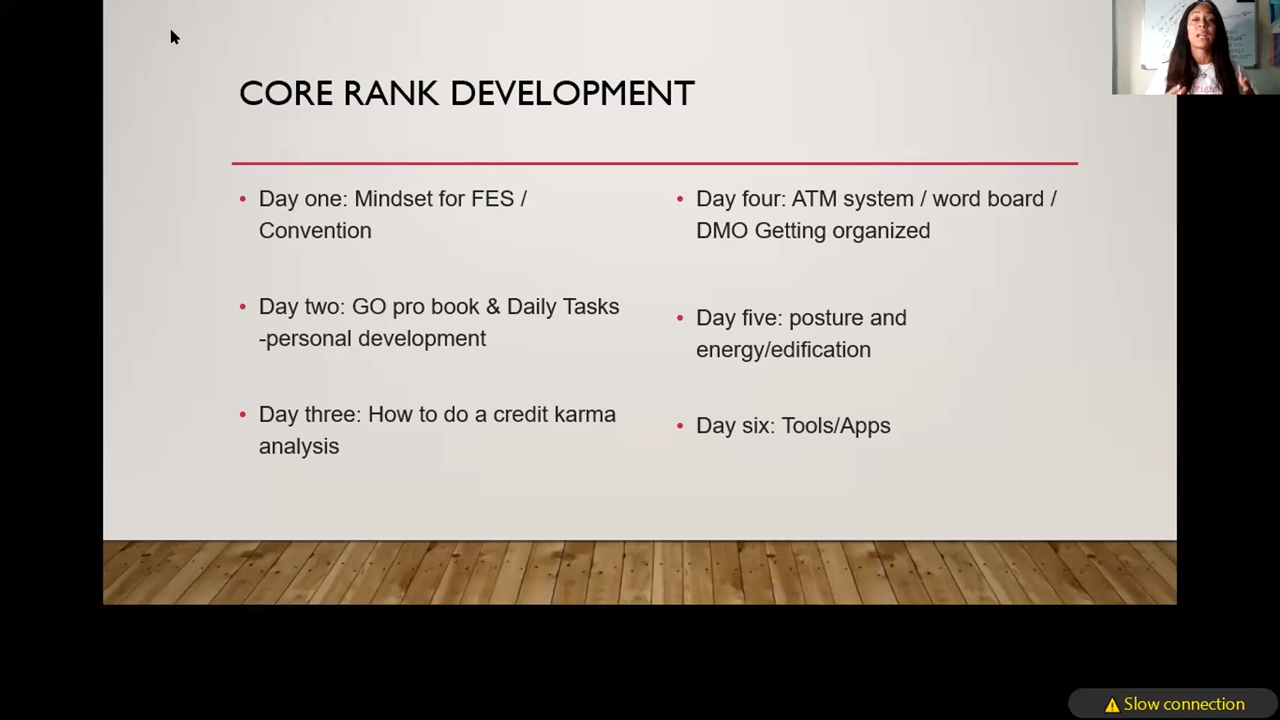 CORE RANK DEVELOPMENT
• Day one: Mindset for FES /
Convention
• Day two: GO pro book & Daily Tasks
-personal development
• Day three: How to do a credit karma
analysis
• Day four: ATM system / word board /
DMO Getting organized
• Day five: posture and
energy/edification
• Day six: Tools/Apps
Slow connection